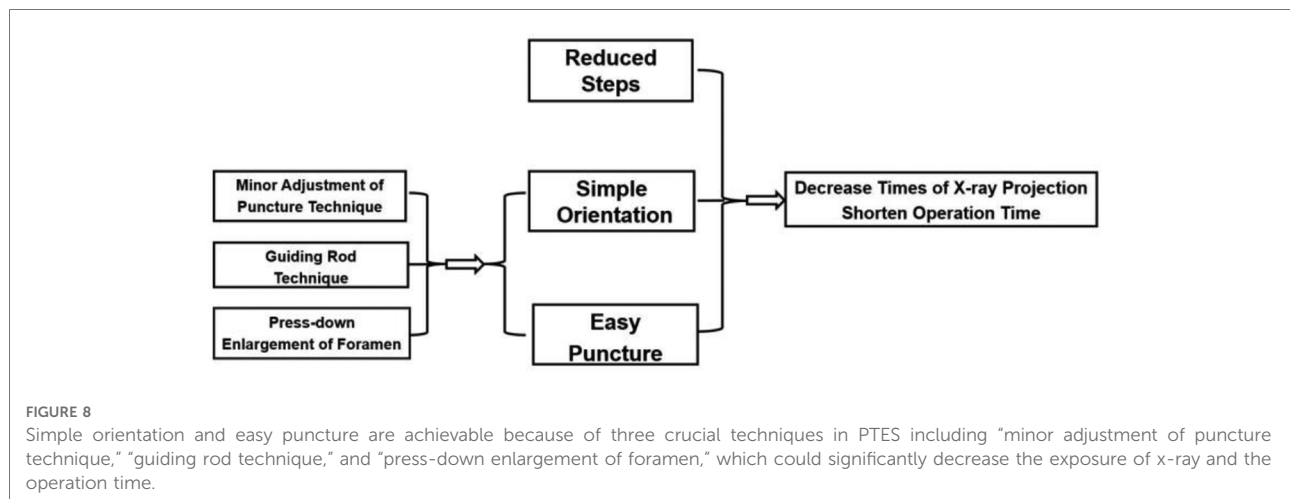 Reduced
Steps
Minor Adjustment of
Puncture Technique
Guiding Rod
Technique
Press-down
Enlargement of Foramen
Simple
Orientation
Easy
Puncture
Decrease Times of X-ray Projection
Shorten Operation Time
FIGURE 8
Simple orientation and easy puncture are achievable because of three crucial techniques in PTES including “minor adjustment of puncture
technique,” “guiding rod technique,” and “press-down enlargement of foramen,” which could significantly decrease the exposure of x-ray and the
operation time.